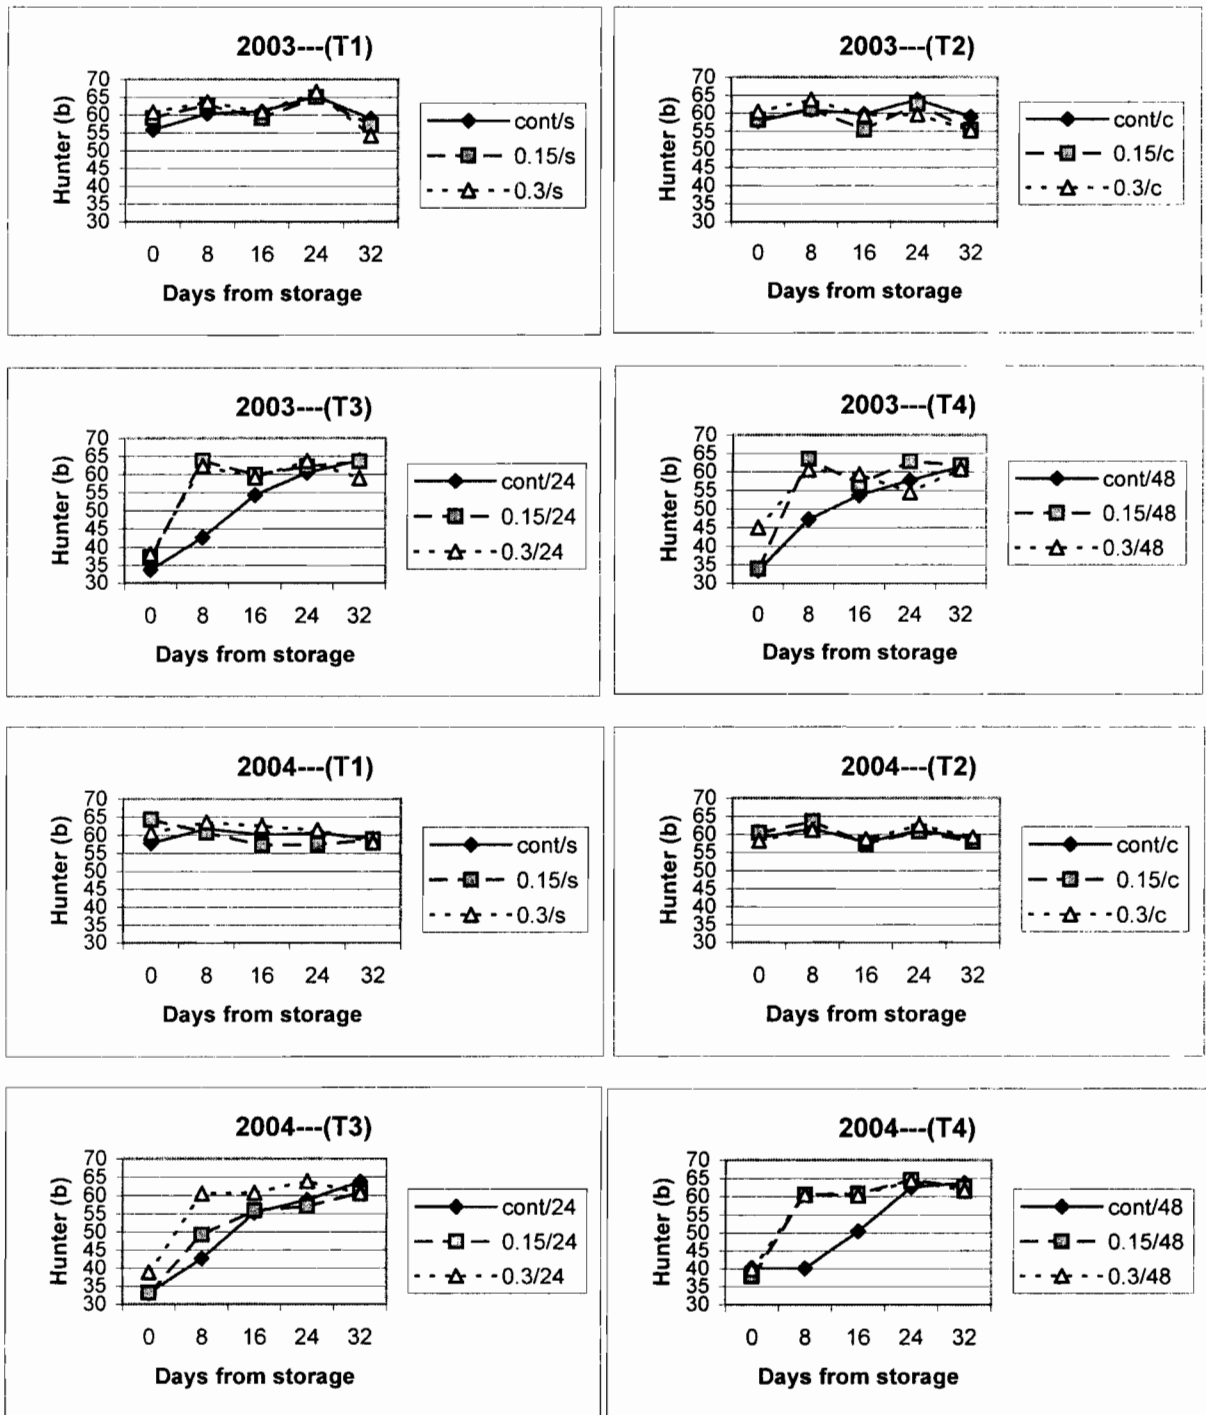 2003---(T1)
Hunter (b)
70
65
60
55
50
45
40
35
30
0 8 16 24 32
Days from storage
cont/s
0.15/s
0.3/s
2003---(T2)
Hunter (b)
70
65
60
55
50
45
40
35
30
0 8 16 24 32
Days from storage
cont/c
0.15/c
0.3/c
2003---(T3)
Hunter (b)
70
65
60
55
50
45
40
35
30
0 8 16 24 32
Days from storage
cont/24
0.15/24
0.3/24
2003---(T4)
Hunter (b)
70
65
60
55
50
45
40
35
30
0 8 16 24 32
Days from storage
cont/48
0.15/48
0.3/48
2004---(T1)
Hunter (b)
70
65
60
55
50
45
40
35
30
0 8 16 24 32
Days from storage
cont/s
0.15/s
0.3/s
2004---(T2)
Hunter (b)
70
65
60
55
50
45
40
35
30
0 8 16 24 32
Days from storage
cont/c
0.15/c
0.3/c
2004---(T3)
Hunter (b)
70
65
60
55
50
45
40
35
30
0 8 16 24 32
Days from storage
cont/24
0.15/24
0.3/24
2004---(T4)
Hunter (b)
70
65
60
55
50
45
40
35
30
0 8 16 24 32
Days from storage
cont/48
0.15/48
0.3/48